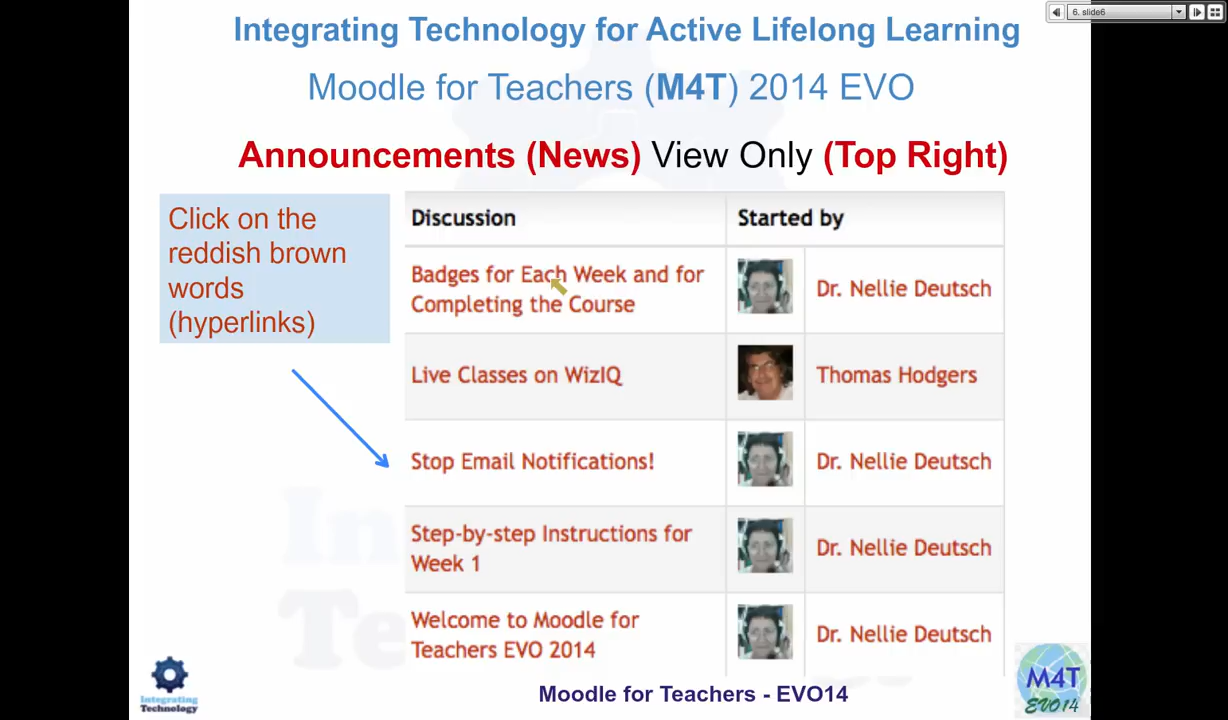 6. slide6
Integrating Technology for Active Lifelong Learning
Moodle for Teachers (M4T) 2014 EVO
Announcements (News) View Only (Top Right)
Click on the
reddish brown
words
(hyperlinks)
Discussion
Started by
Badges for Each Week and for
Completing the Course
Dr. Nellie Deutsch
Live Classes on WizIQ
Thomas Hodgers
Stop Email Notifications!
Dr. Nellie Deutsch
Step-by-step Instructions for
Week 1
Dr. Nellie Deutsch
Welcome to Moodle for
Teachers EVO 2014
Dr. Nellie Deutsch
Integrating
Technology
Moodle for Teachers - EVO14
M4T
EVO14